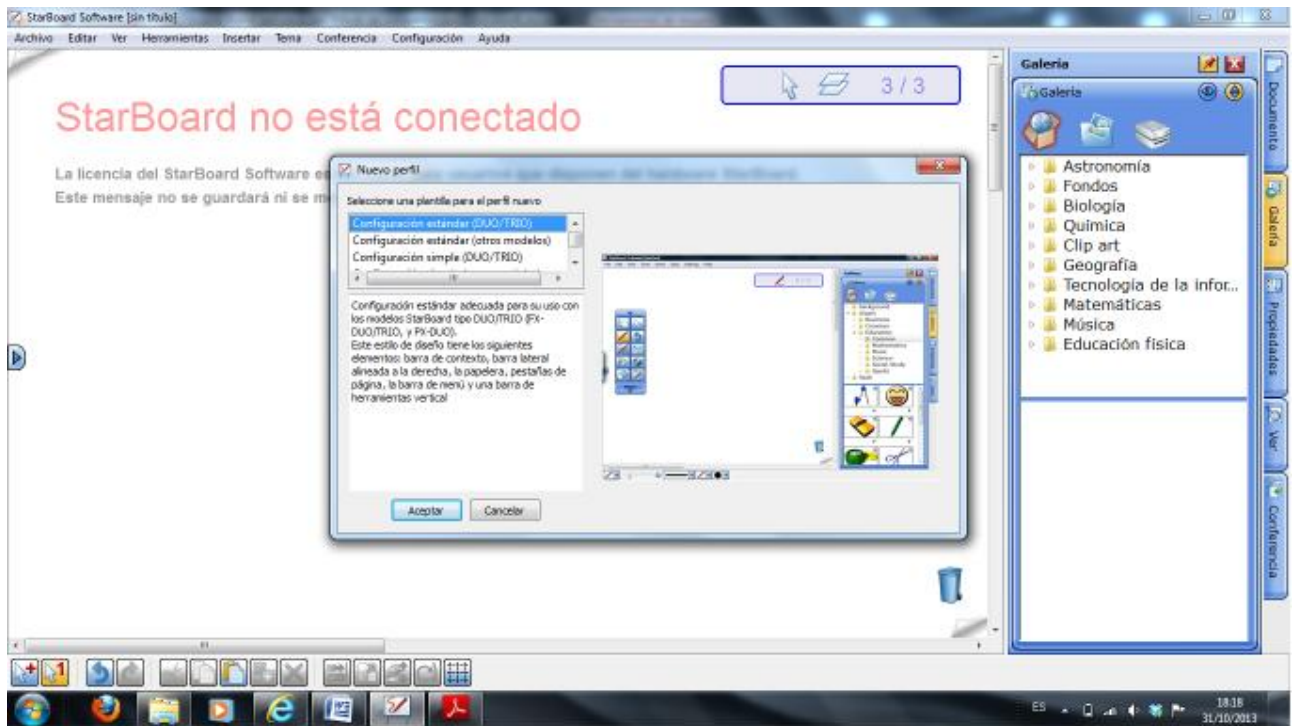 StarBoard Software [sin título]
Archivo Editar Ver Herramientas Insertar Tema Conferencia Configuración Ayuda
3 / 3
StarBoard no está conectado
La licencia del StarBoard Software
Este mensaje no se guardará ni se
Nuevo perfil
Seleccione una plantilla para el perfil nuevo
Configuración estándar (DUO/TRIO)
Configuración estándar (otros modelos)
Configuración simple (DUO/TRIO)
Configuración estándar adecuada para su uso con
los modelos StarBoard tipo DUO/TRIO (FX-
DUO/TRIO, y PX-DUO).
Este estilo de diseño tiene los siguientes
elementos: barra de contexto, barra lateral
alineada a la derecha, la papelera, pestañas de
página, la barra de menú y una barra de
herramientas vertical
Aceptar Cancelar
Galería
Galería
Astronomía
Fondos
Biología
Química
Clip art
Geografía
Tecnología de la infor...
Matemáticas
Música
Educación física
Documento
Galería
Propiedades
Ver
Conferencia
ES
18:18
31/10/2013